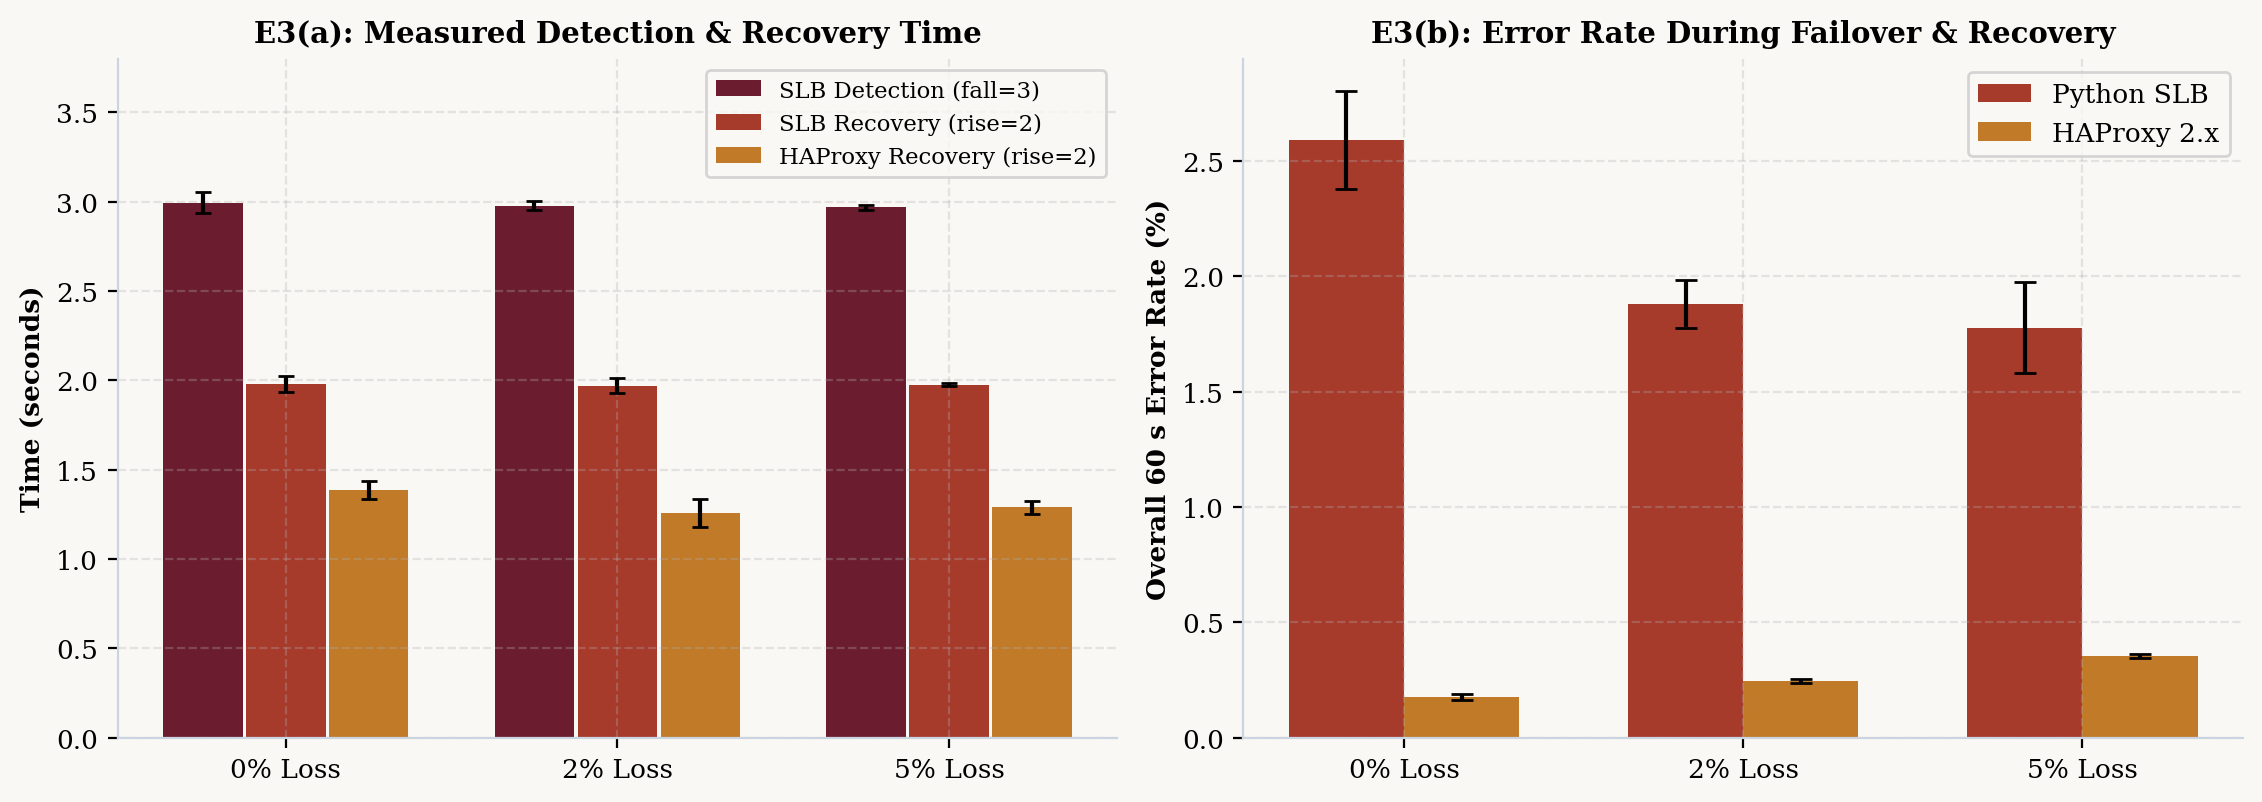 E3(a): Measured Detection & Recovery Time
SLB Detection (fall=3)
SLB Recovery (rise=2)
HAProxy Recovery (rise=2)
Time (seconds)
3.5
3.0
2.5
2.0
1.5
1.0
0.5
0.0
0% Loss
2% Loss
5% Loss
E3(b): Error Rate During Failover & Recovery
Python SLB
HAProxy 2.x
Overall 60 s Error Rate (%)
2.5
2.0
1.5
1.0
0.5
0.0
0% Loss
2% Loss
5% Loss